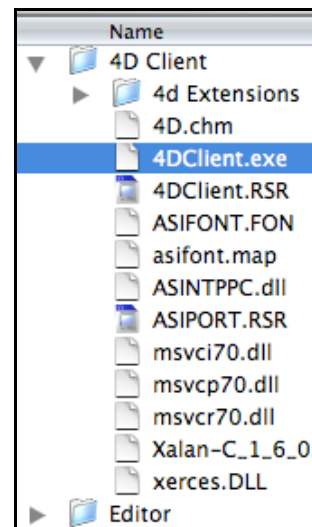 Name
4D Client
4d Extensions
4D.chm
4DClient.exe
4DClient.RSR
ASIFONT.FON
asifont.map
ASINTPPC.dll
ASIPORT.RSR
msvci70.dll
msvcp70.dll
msvcr70.dll
Xalan-C_1_6_0
xerces.DLL
Editor